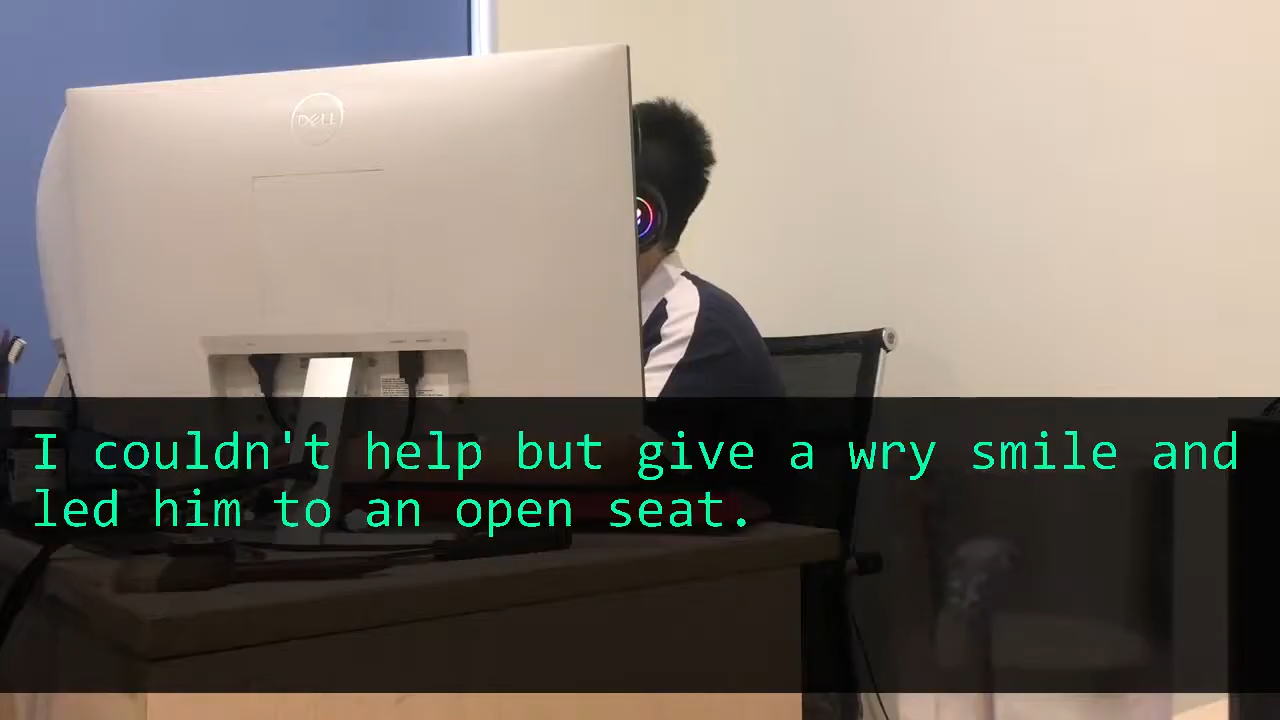 DELL
I couldn't help but give a wry smile and
led him to an open seat.